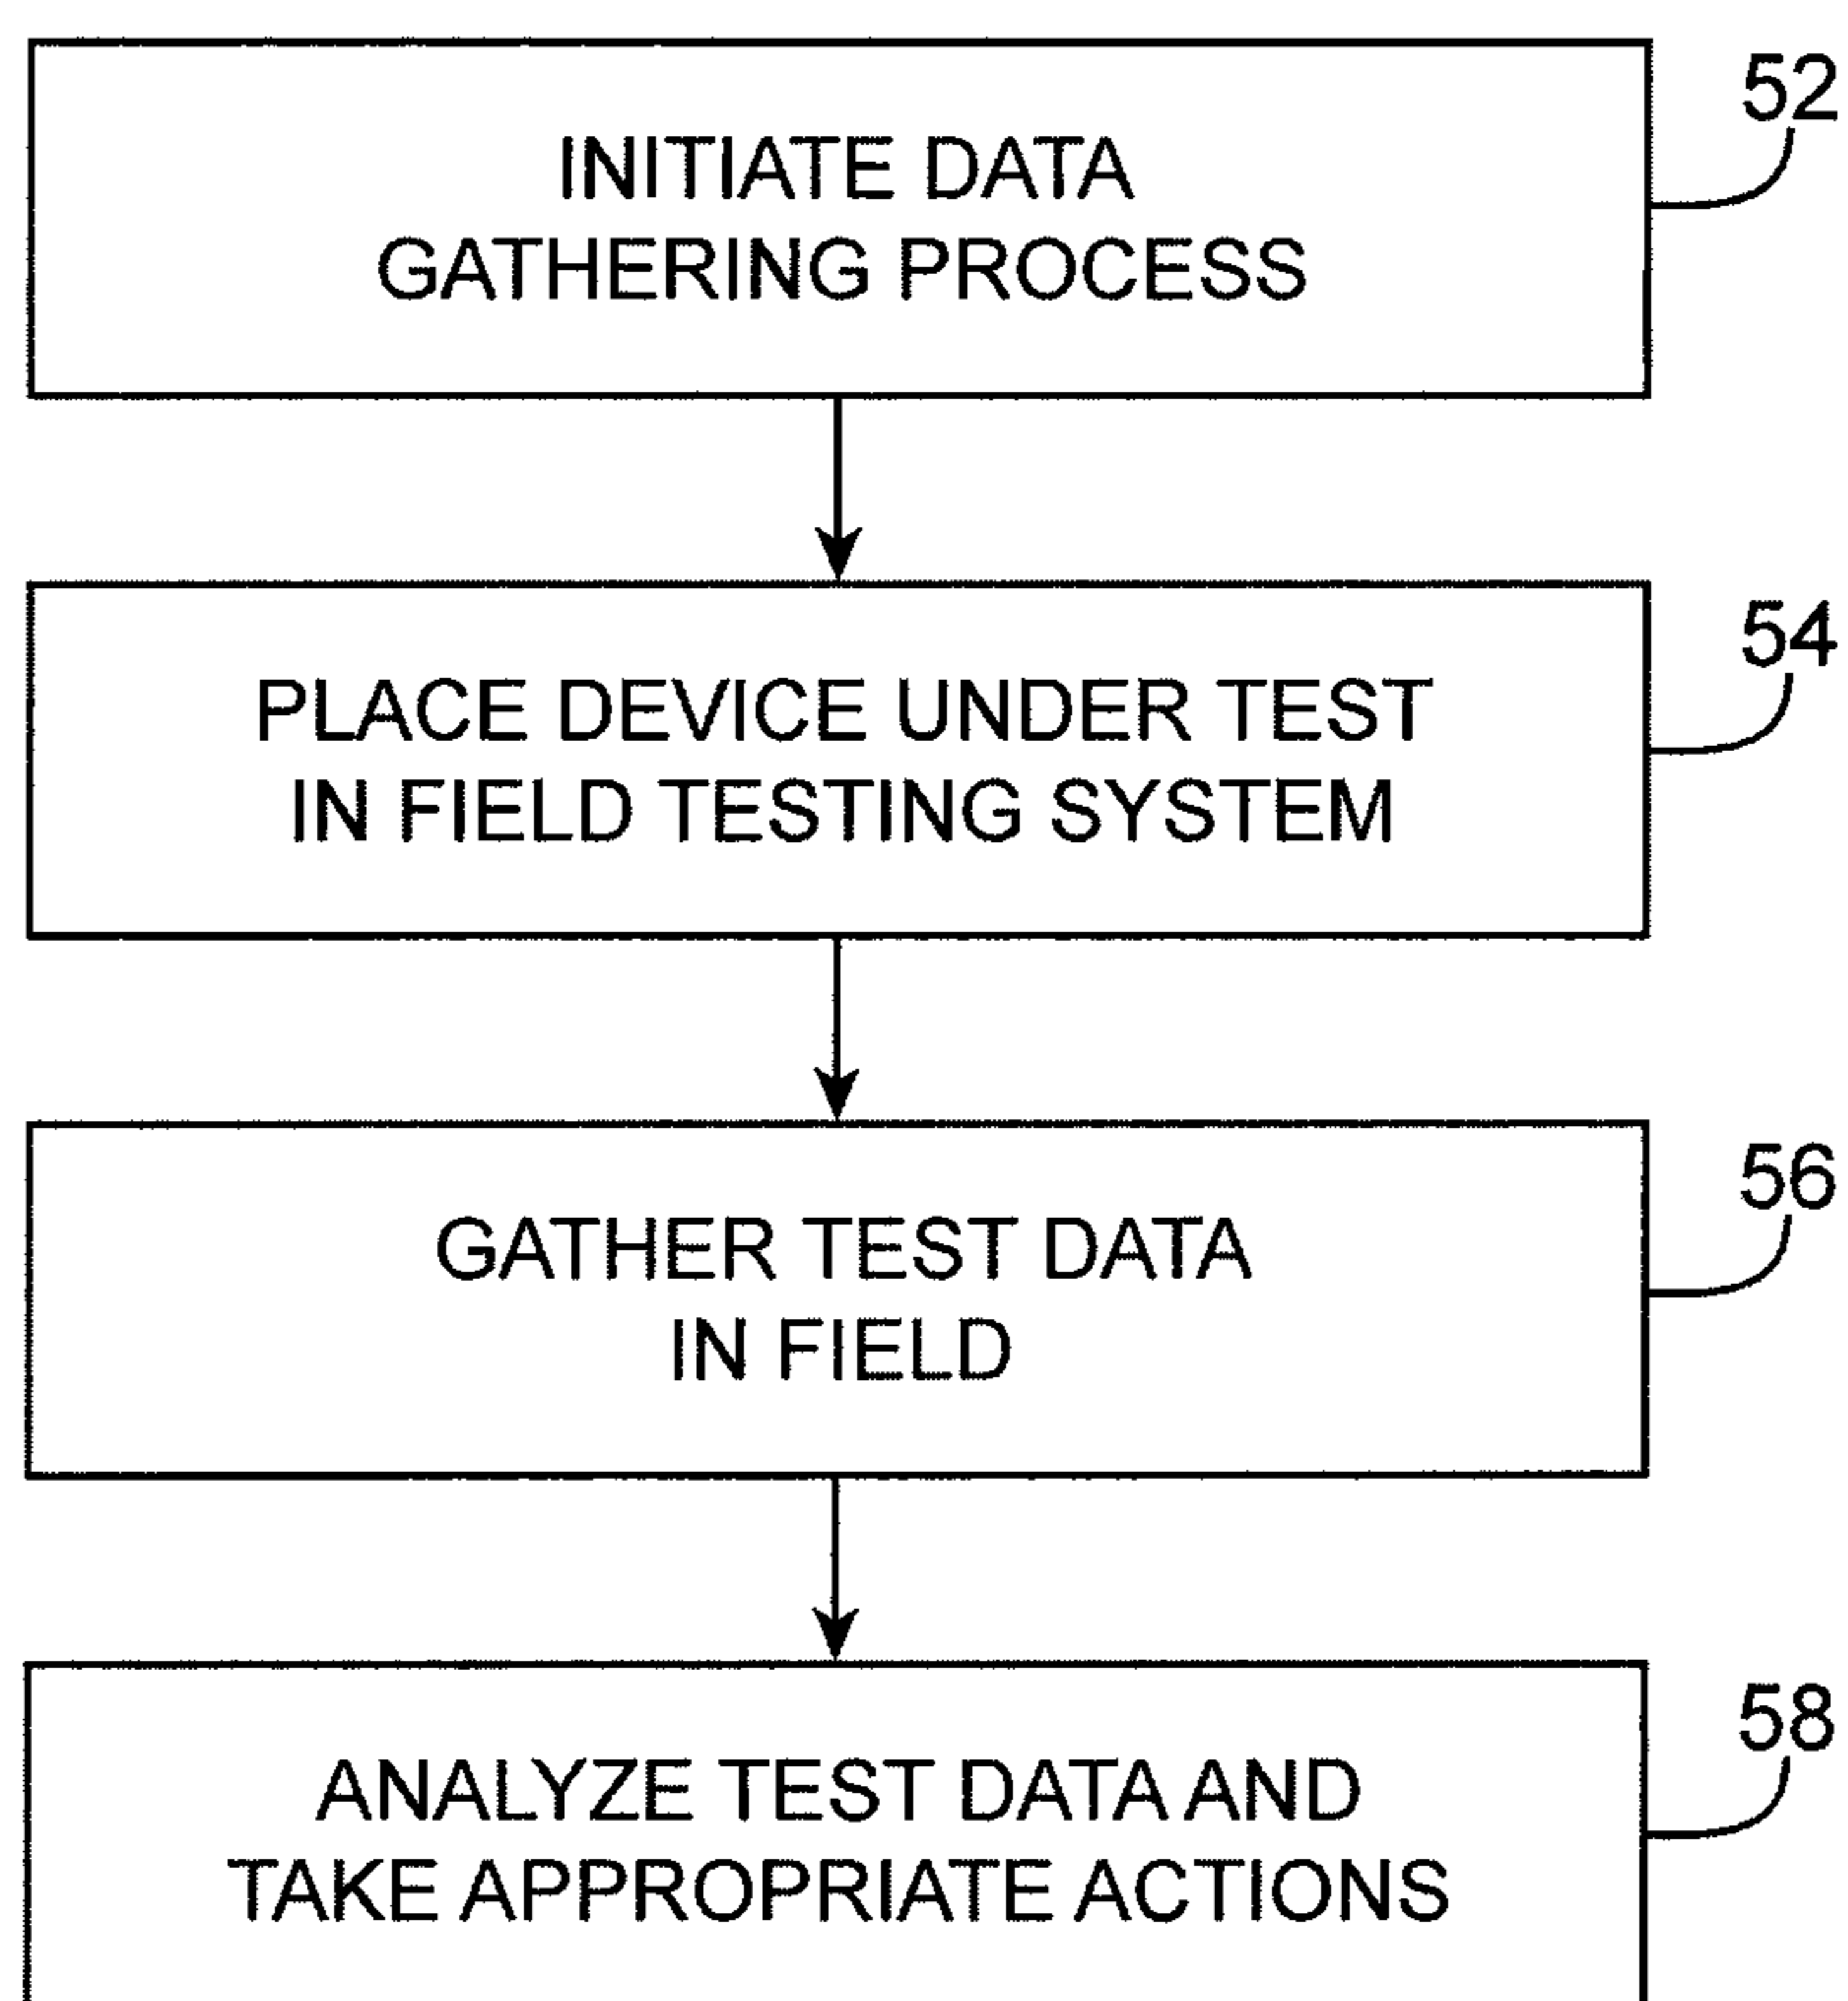 INITIATE DATA
GATHERING PROCESS
52
PLACE DEVICE UNDER TEST
IN FIELD TESTING SYSTEM
54
GATHER TEST DATA
IN FIELD
56
ANALYZE TEST DATA AND
TAKE APPROPRIATE ACTIONS
58